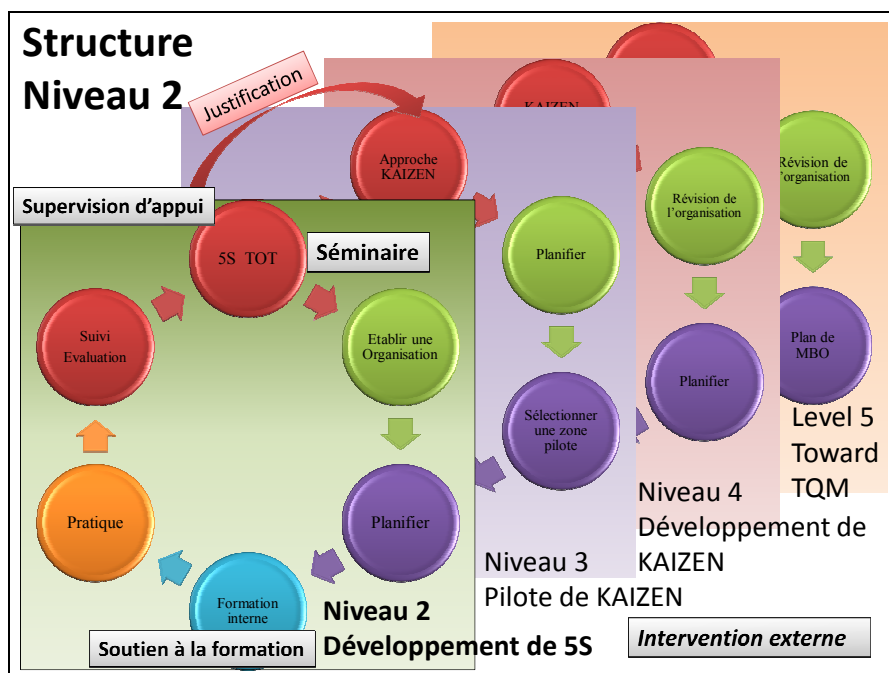 Structure
Niveau 2
Justification
Supervision d'appui
5S TOT
Séminaire
Etablir une
Organisation
Planifier
Formation
interne
Soutien à la formation
Pratique
Suivi
Evaluation
Niveau 2
Développement de 5S
Approche
KAIZEN
Planifier
Sélectionner
une zone
pilote
Niveau 3
Pilote de KAIZEN
KAIZEN
Révision de
l'organisation
Planifier
Niveau 4
Développement de
KAIZEN
Révision de
l'organisation
Plan de
MBO
Level 5
Toward
TQM
Intervention externe